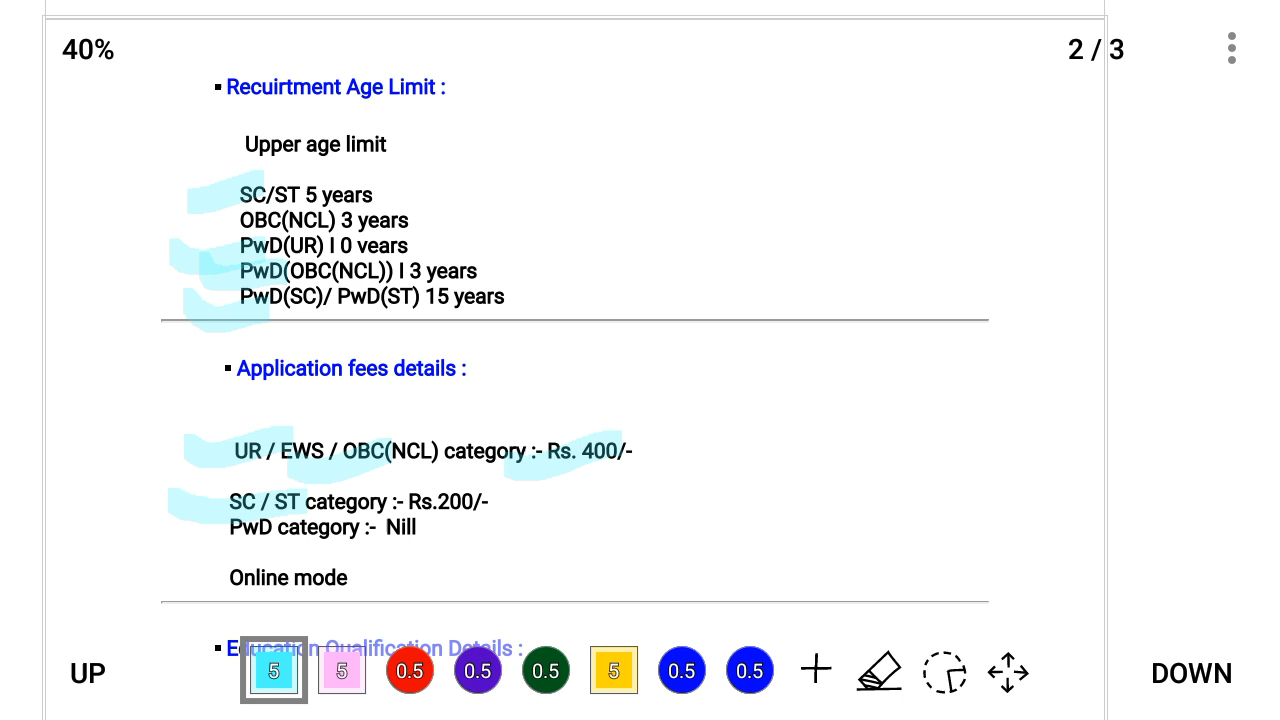 40%
2 / 3
▪ Recuirtment Age Limit :
Upper age limit
SC/ST 5 years
OBC(NCL) 3 years
PwD(UR) l 0 vears
PwD(OBC(NCL)) l 3 years
PwD(SC)/ PwD(ST) 15 years
▪ Application fees details :
UR / EWS / OBC(NCL) category :- Rs. 400/-
SC / ST category :- Rs.200/-
PwD category :- Nill
Online mode
▪ Education Qualification Details :
UP
5 5 0.5 0.5 0.5 5 0.5 0.5
DOWN